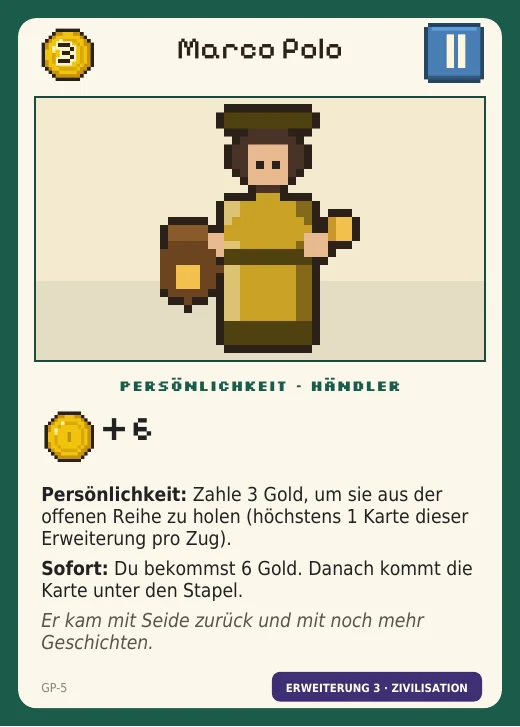 3
Marco Polo
II
PERSÖNLICHKEIT - HÄNDLER
+6
Persönlichkeit: Zahle 3 Gold, um sie aus der
offenen Reihe zu holen (höchstens 1 Karte dieser
Erweiterung pro Zug).
Sofort: Du bekommst 6 Gold. Danach kommt die
Karte unter den Stapel.
Er kam mit Seide zurück und mit noch mehr
Geschichten.
GP-5
ERWEITERUNG 3 · ZIVILISATION